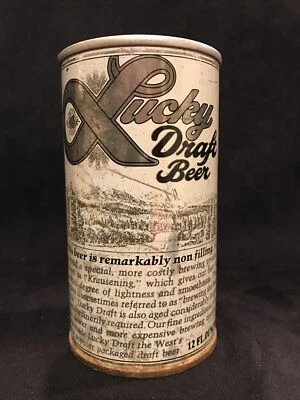 Lucky
Draft
Beer
beer is remarkably non filling.
a special, more costly brewing
"Krausening," which gives our
degree of lightness and smoothness
sometimes referred to as "brewing
Lucky Draft is also aged considerably
ordinarily required. Our fine ingredients
and more expensive brewing
Lucky Draft the West's
packaged draft beer. 12 FL. O